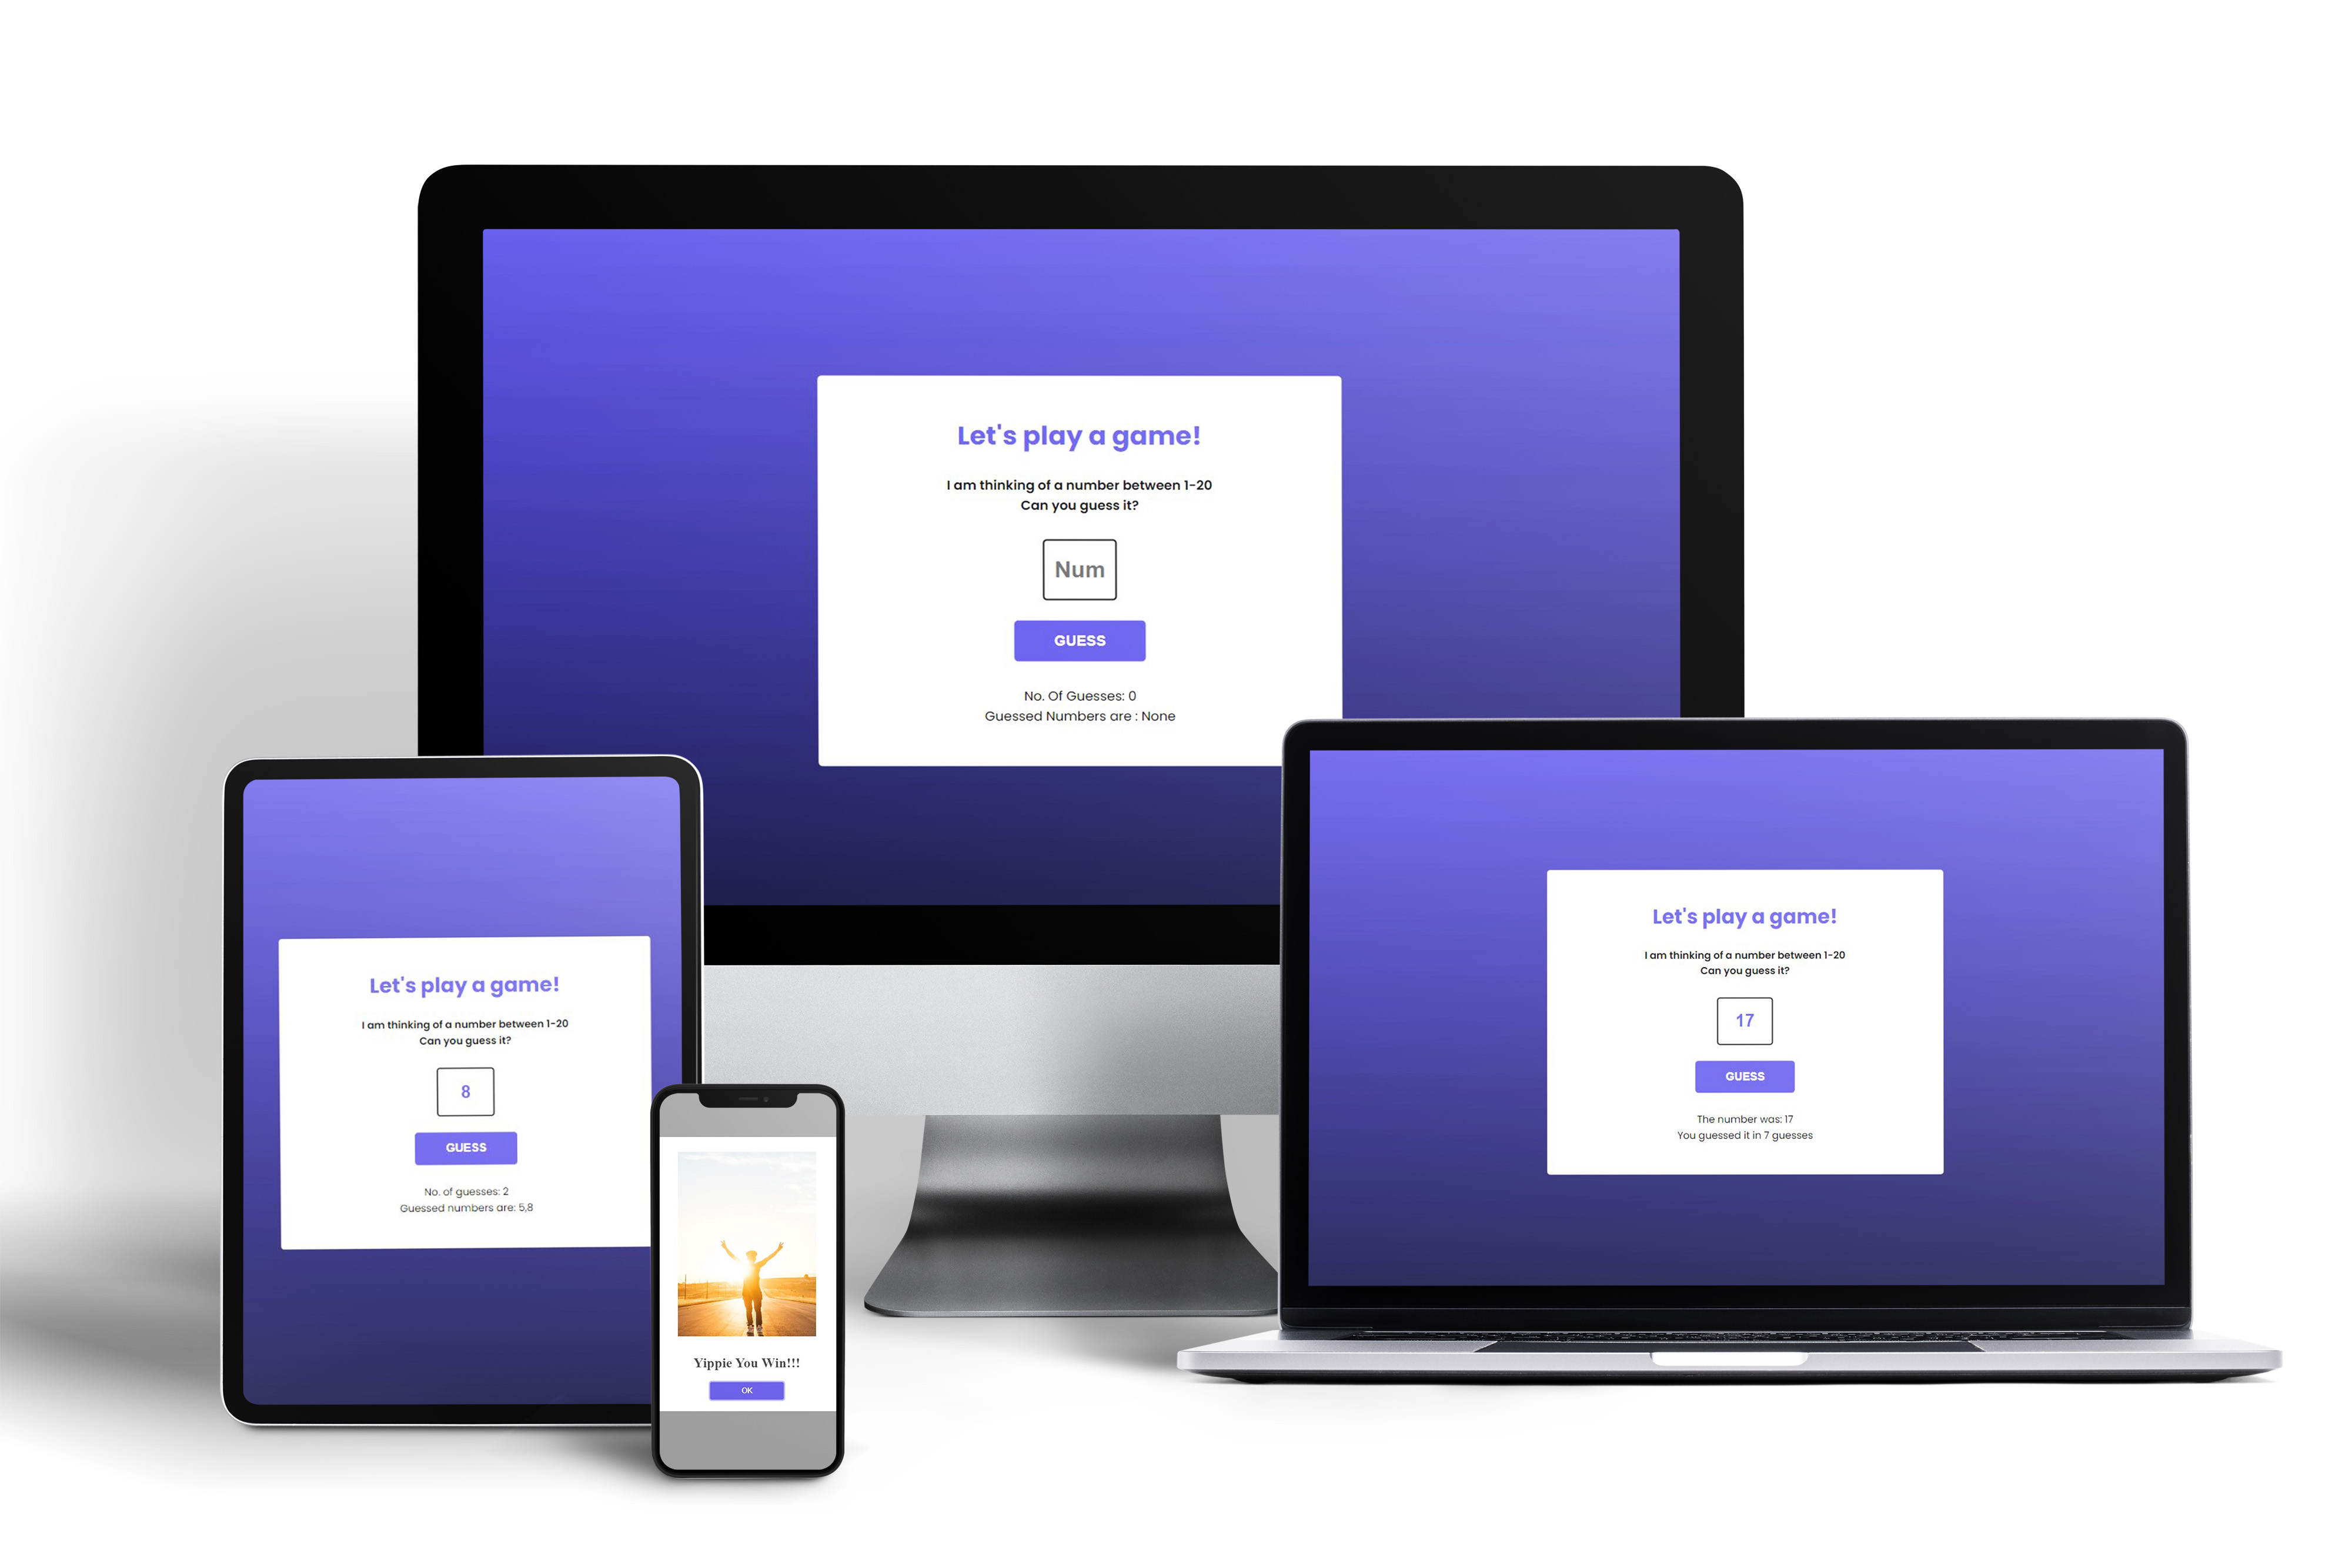 Let's play a game!
I am thinking of a number between 1-20
Can you guess it?
Num
GUESS
No. Of Guesses: 0
Guessed Numbers are : None
Let's play a game!
I am thinking of a number between 1-20
Can you guess it?
8
GUESS
No. of guesses: 2
Guessed numbers are: 5,8
Yippie You Win!!!
OK
Let's play a game!
I am thinking of a number between 1-20
Can you guess it?
17
GUESS
The number was: 17
You guessed it in 7 guesses